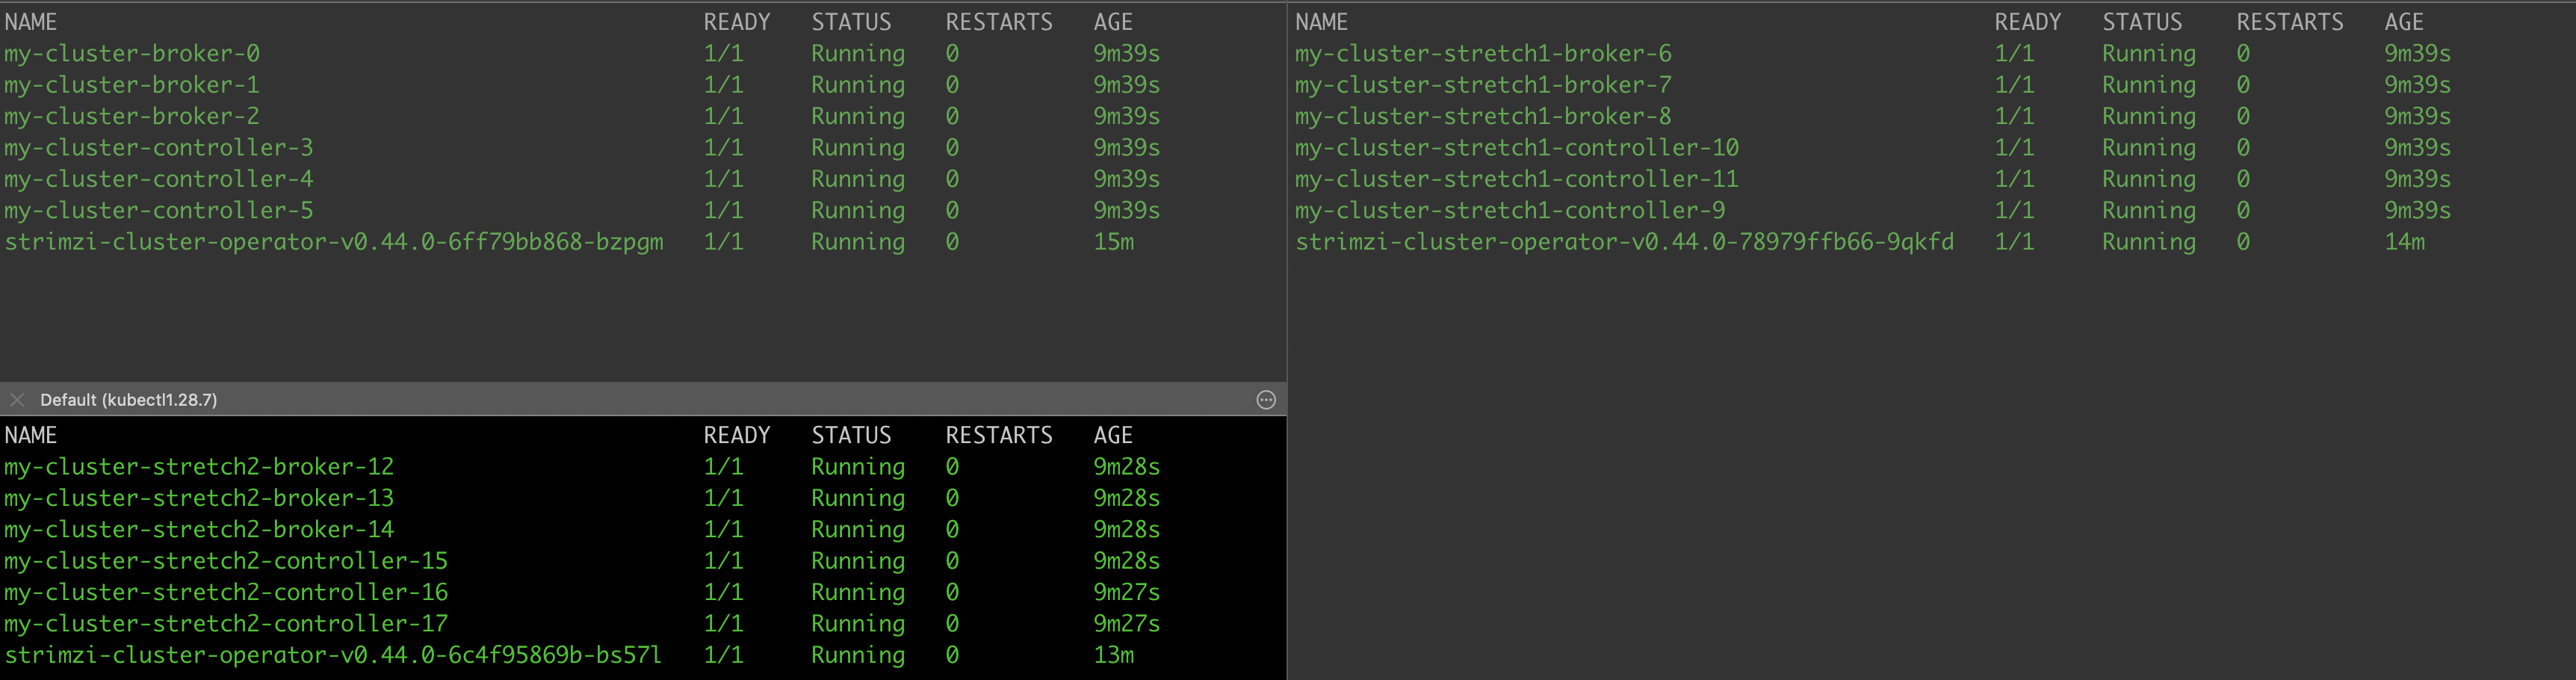 NAME READY STATUS RESTARTS AGE
my-cluster-broker-0 1/1 Running 0 9m39s
my-cluster-broker-1 1/1 Running 0 9m39s
my-cluster-broker-2 1/1 Running 0 9m39s
my-cluster-controller-3 1/1 Running 0 9m39s
my-cluster-controller-4 1/1 Running 0 9m39s
my-cluster-controller-5 1/1 Running 0 9m39s
strimzi-cluster-operator-v0.44.0-6ff79bb868-bzpgm 1/1 Running 0 15m
NAME READY STATUS RESTARTS AGE
my-cluster-stretch1-broker-6 1/1 Running 0 9m39s
my-cluster-stretch1-broker-7 1/1 Running 0 9m39s
my-cluster-stretch1-broker-8 1/1 Running 0 9m39s
my-cluster-stretch1-controller-10 1/1 Running 0 9m39s
my-cluster-stretch1-controller-11 1/1 Running 0 9m39s
my-cluster-stretch1-controller-9 1/1 Running 0 9m39s
strimzi-cluster-operator-v0.44.0-78979ffb66-9qkfd 1/1 Running 0 14m
Default (kubectl1.28.7)
NAME READY STATUS RESTARTS AGE
my-cluster-stretch2-broker-12 1/1 Running 0 9m28s
my-cluster-stretch2-broker-13 1/1 Running 0 9m28s
my-cluster-stretch2-broker-14 1/1 Running 0 9m28s
my-cluster-stretch2-controller-15 1/1 Running 0 9m28s
my-cluster-stretch2-controller-16 1/1 Running 0 9m27s
my-cluster-stretch2-controller-17 1/1 Running 0 9m27s
strimzi-cluster-operator-v0.44.0-6c4f95869b-bs57l 1/1 Running 0 13m